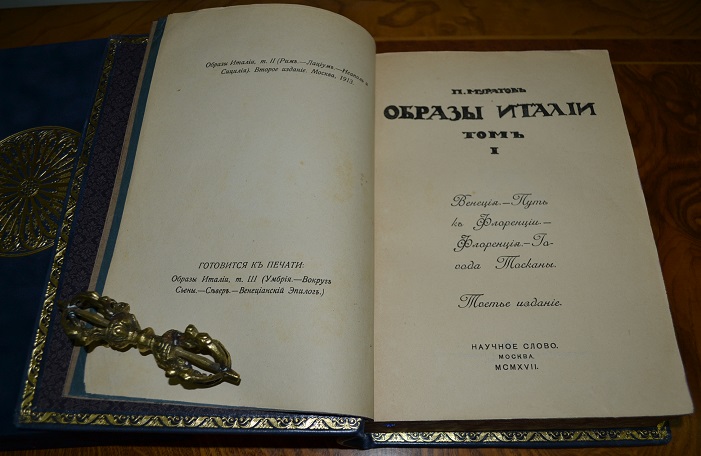 Образы Италіи, т. II (Римъ.—Лаціумъ.—Неаполь и
Сицилія). Второе изданіе. Москва, 1913.
ГОТОВИТСЯ КЪ ПЕЧАТИ:
Образы Италіи, т. III (Умбрія.—Вокругъ
Сьены.—Сѣверъ.—Венеціанскій Эпилогъ.)
П. МУРАТОВЪ
ОБРАЗЫ ИТАЛІИ
ТОМЪ
I
Венеція.—Путь
къ Флоренціи.—
Флоренція.—Го-
рода Тосканы.
Третье изданіе.
НАУЧНОЕ СЛОВО.
МОСКВА.
MCMXVII.